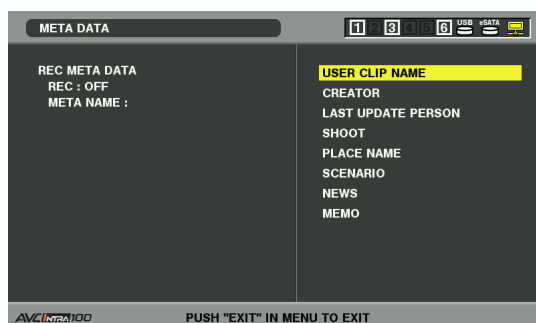 META DATA
1 2 3 4 5 6 USB eSATA
REC META DATA
REC : OFF
META NAME :
USER CLIP NAME
CREATOR
LAST UPDATE PERSON
SHOOT
PLACE NAME
SCENARIO
NEWS
MEMO
AVC Intra 100
PUSH "EXIT" IN MENU TO EXIT